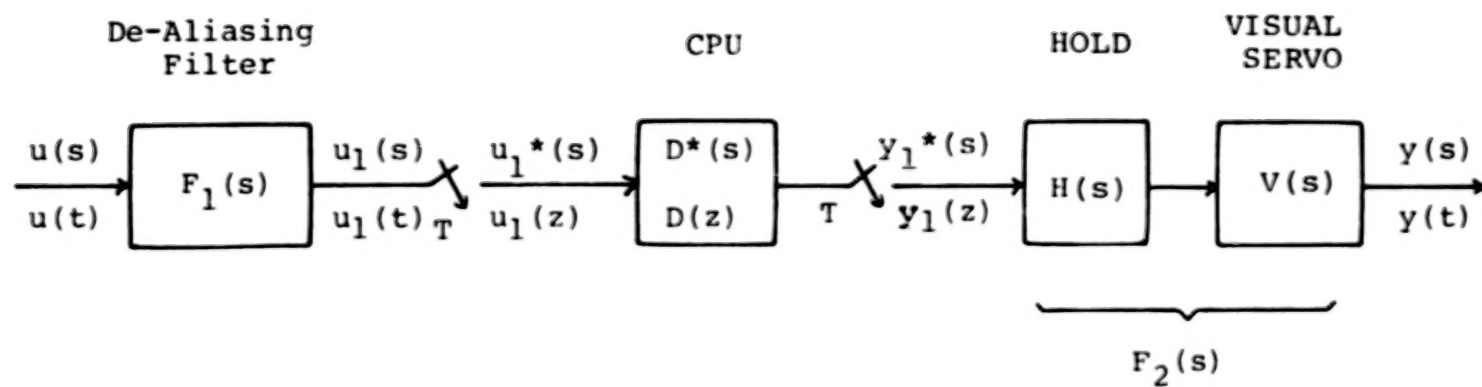 De-Aliasing
Filter
CPU
HOLD
VISUAL
SERVO
u(s)
u(t)
F₁(s)
u₁(s)
u₁(t)
T
u₁*(s)
u₁(z)
D*(s)
D(z)
T
y₁*(s)
y₁(z)
H(s)
V(s)
y(s)
y(t)
F₂(s)